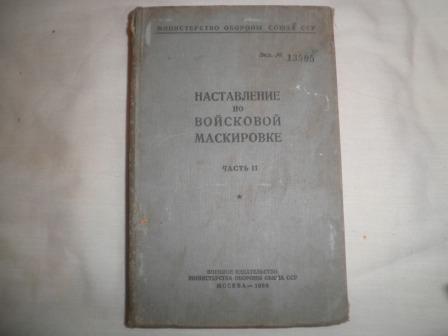 МИНИСТЕРСТВО ОБОРОНЫ СОЮЗА ССР
Экз. № 13505
НАСТАВЛЕНИЕ
ПО
ВОЙСКОВОЙ
МАСКИРОВКЕ
ЧАСТЬ II
ВОЕННОЕ ИЗДАТЕЛЬСТВО
МИНИСТЕРСТВА ОБОРОНЫ СОЮЗА ССР
МОСКВА —